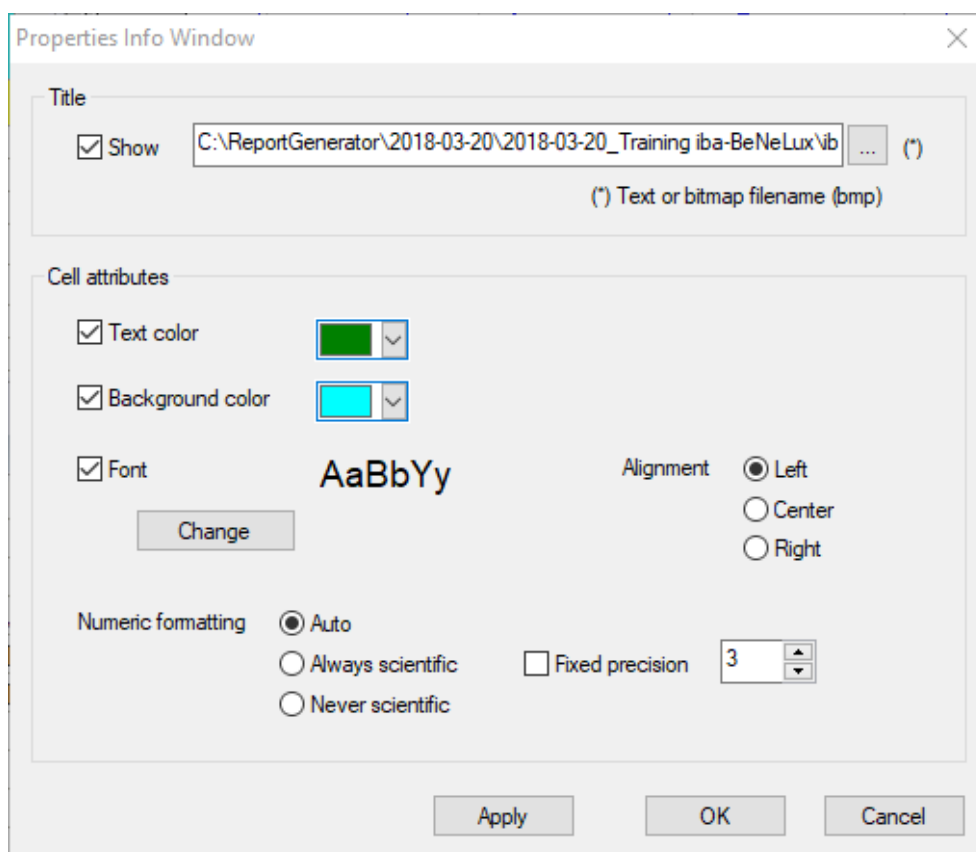 Properties Info Window
Title
Show C:\ReportGenerator\2018-03-20\2018-03-20_Training iba-BeNeLux\ib ... (*)
(*) Text or bitmap filename (bmp)
Cell attributes
Text color
Background color
Font AaBbYy Alignment Left
Center
Change
Right
Numeric formatting Auto
Always scientific Fixed precision 3
Never scientific
Apply OK Cancel